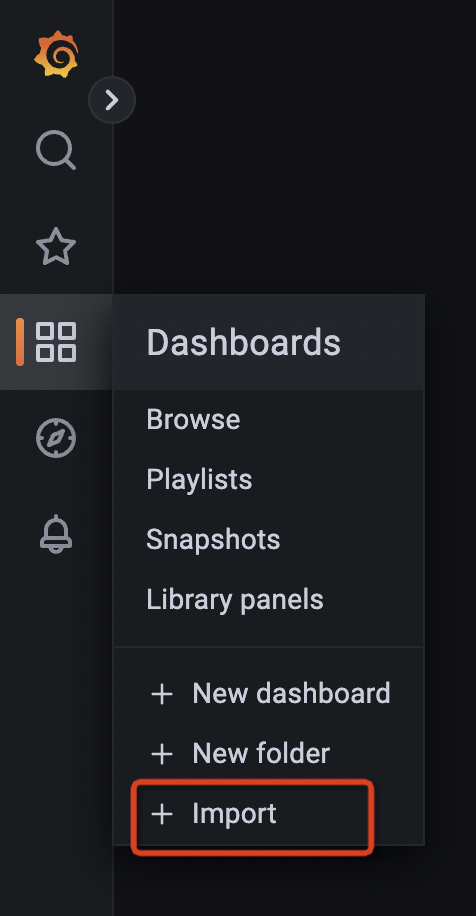 Dashboards
Browse
Playlists
Snapshots
Library panels
+ New dashboard
+ New folder
+ Import